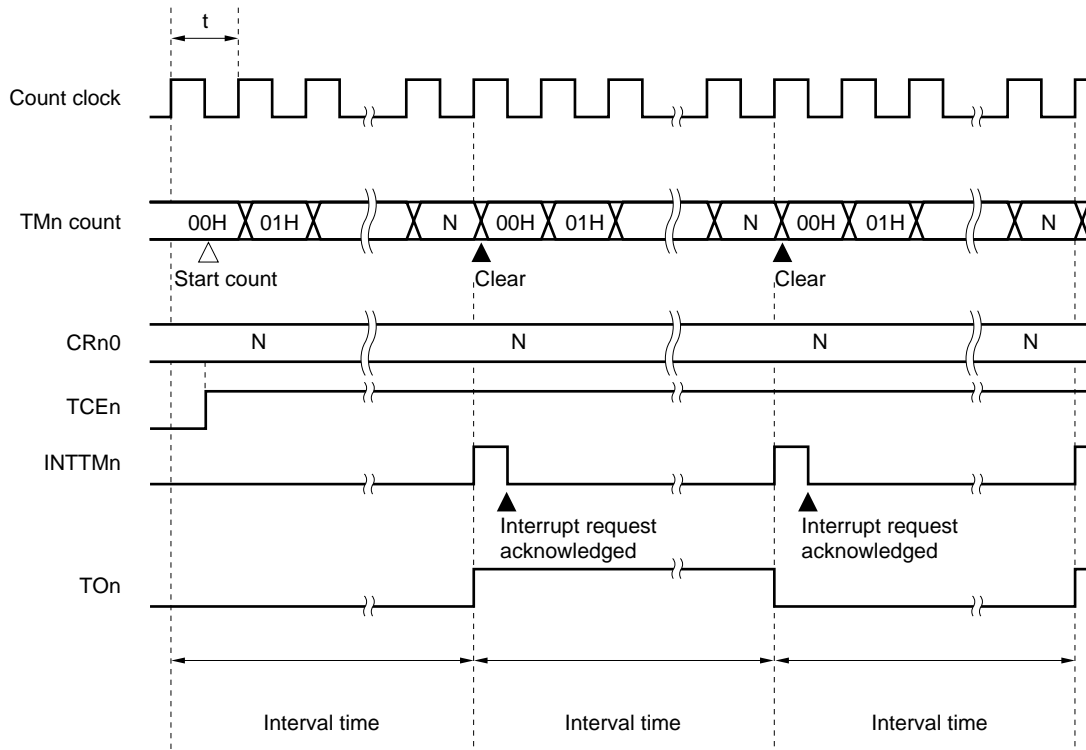 t
Count clock
TMn count
00H 01H N 00H 01H N 00H 01H N
Start count Clear Clear
CRn0 N N N N
TCEn
INTTMn
Interrupt request acknowledged
Interrupt request acknowledged
TOn
Interval time Interval time Interval time